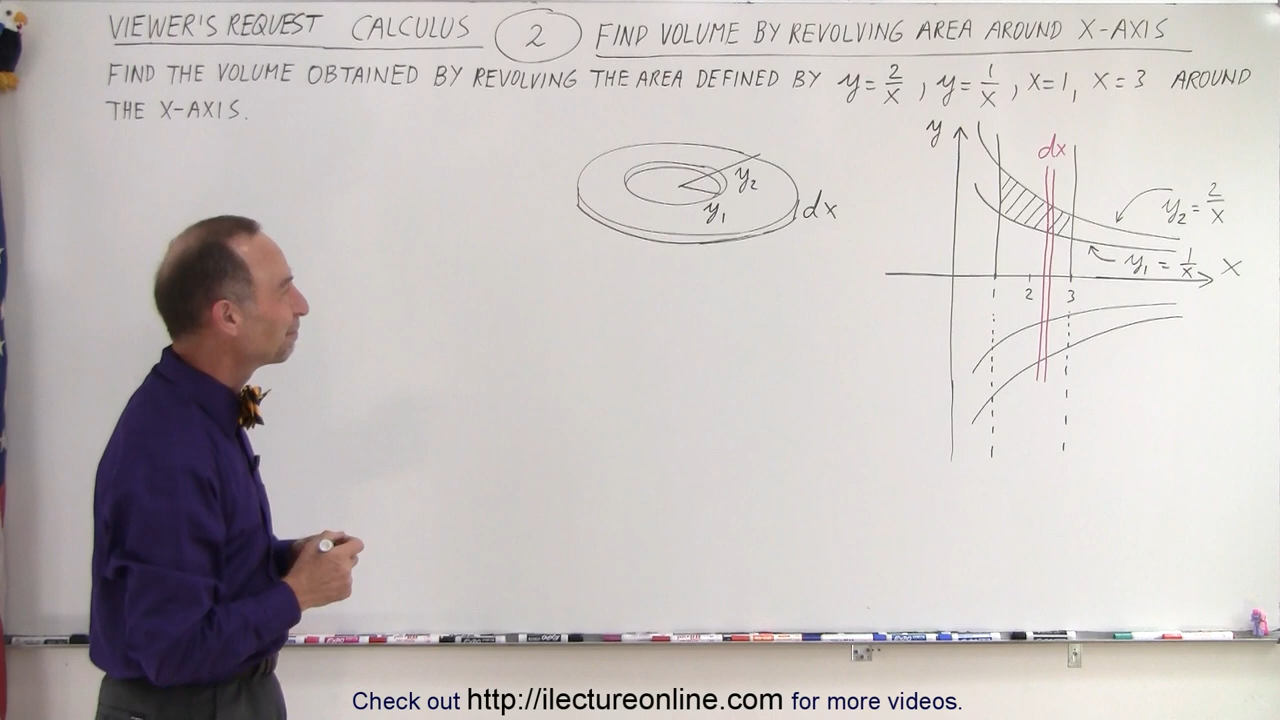 VIEWER'S REQUEST CALCULUS 2 FIND VOLUME BY REVOLVING AREA AROUND X-AXIS
FIND THE VOLUME OBTAINED BY REVOLVING THE AREA DEFINED BY y=2/x, y=1/x, x=1, x=3 AROUND
THE X-AXIS.
y
dx
y₂
y₁
dx
y₂=2/x
y₁=1/x
X
1 2 3
EXPO
Check out http://ilectureonline.com for more videos.